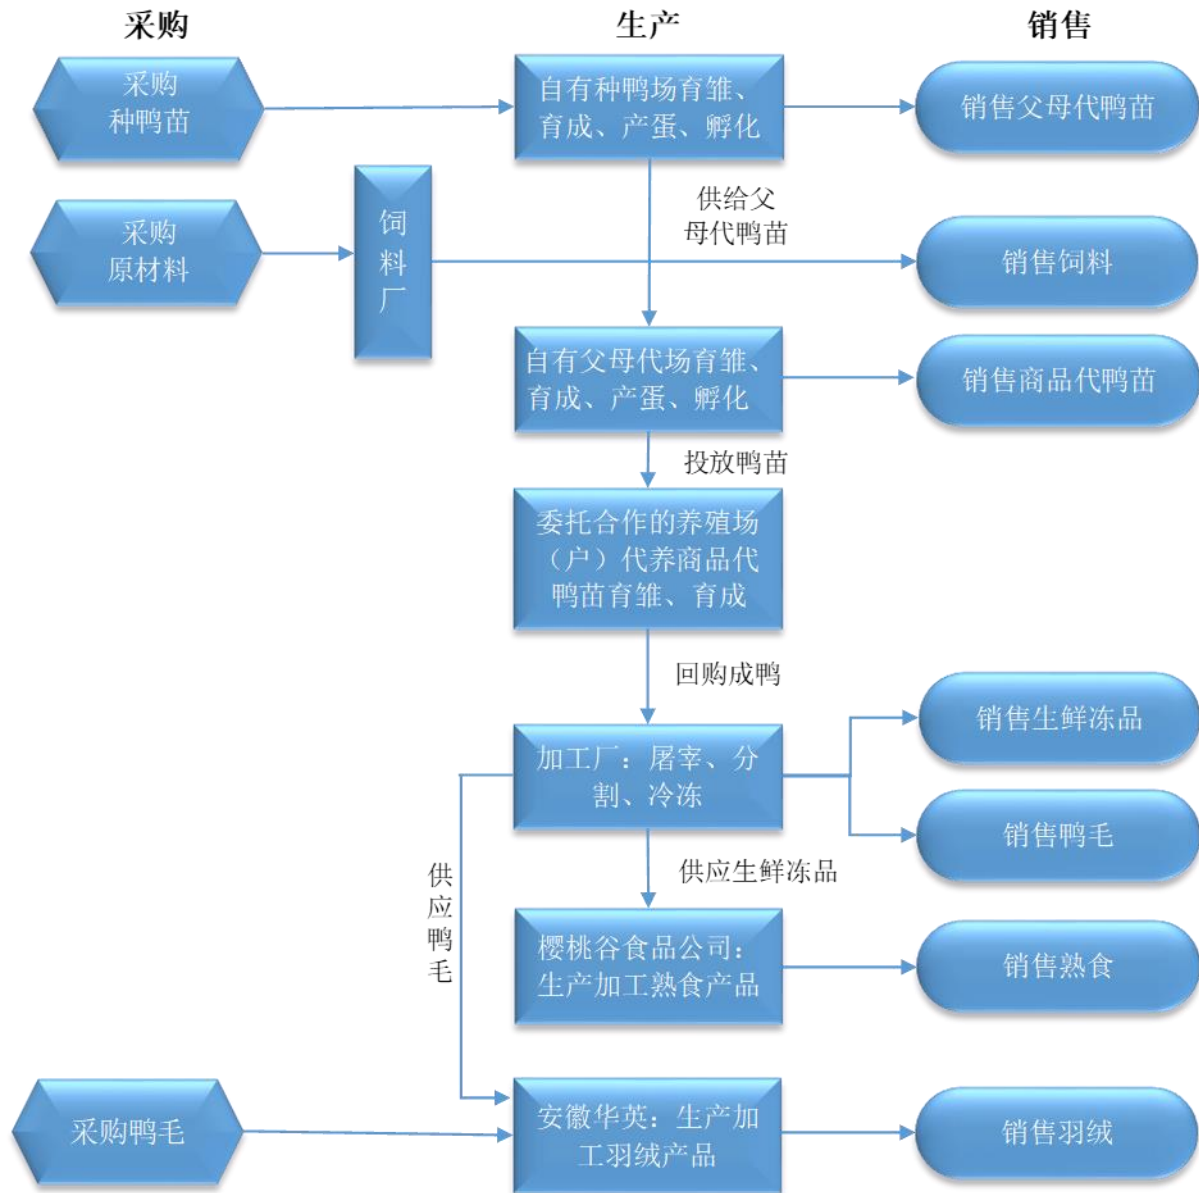 采购
生产
销售
采购
种鸭苗
自有种鸭场育雏、
育成、产蛋、孵化
销售父母代鸭苗
供给父
母代鸭苗
采购
原材料
饲
料
厂
销售饲料
自有父母代场育雏、
育成、产蛋、孵化
销售商品代鸭苗
投放鸭苗
委托合作的养殖场
（户）代养商品代
鸭苗育雏、育成
回购成鸭
销售生鲜冻品
加工厂：屠宰、分
割、冷冻
销售鸭毛
供
应
鸭
毛
供应生鲜冻品
樱桃谷食品公司：
生产加工熟食产品
销售熟食
采购鸭毛
安徽华英：生产加
工羽绒产品
销售羽绒